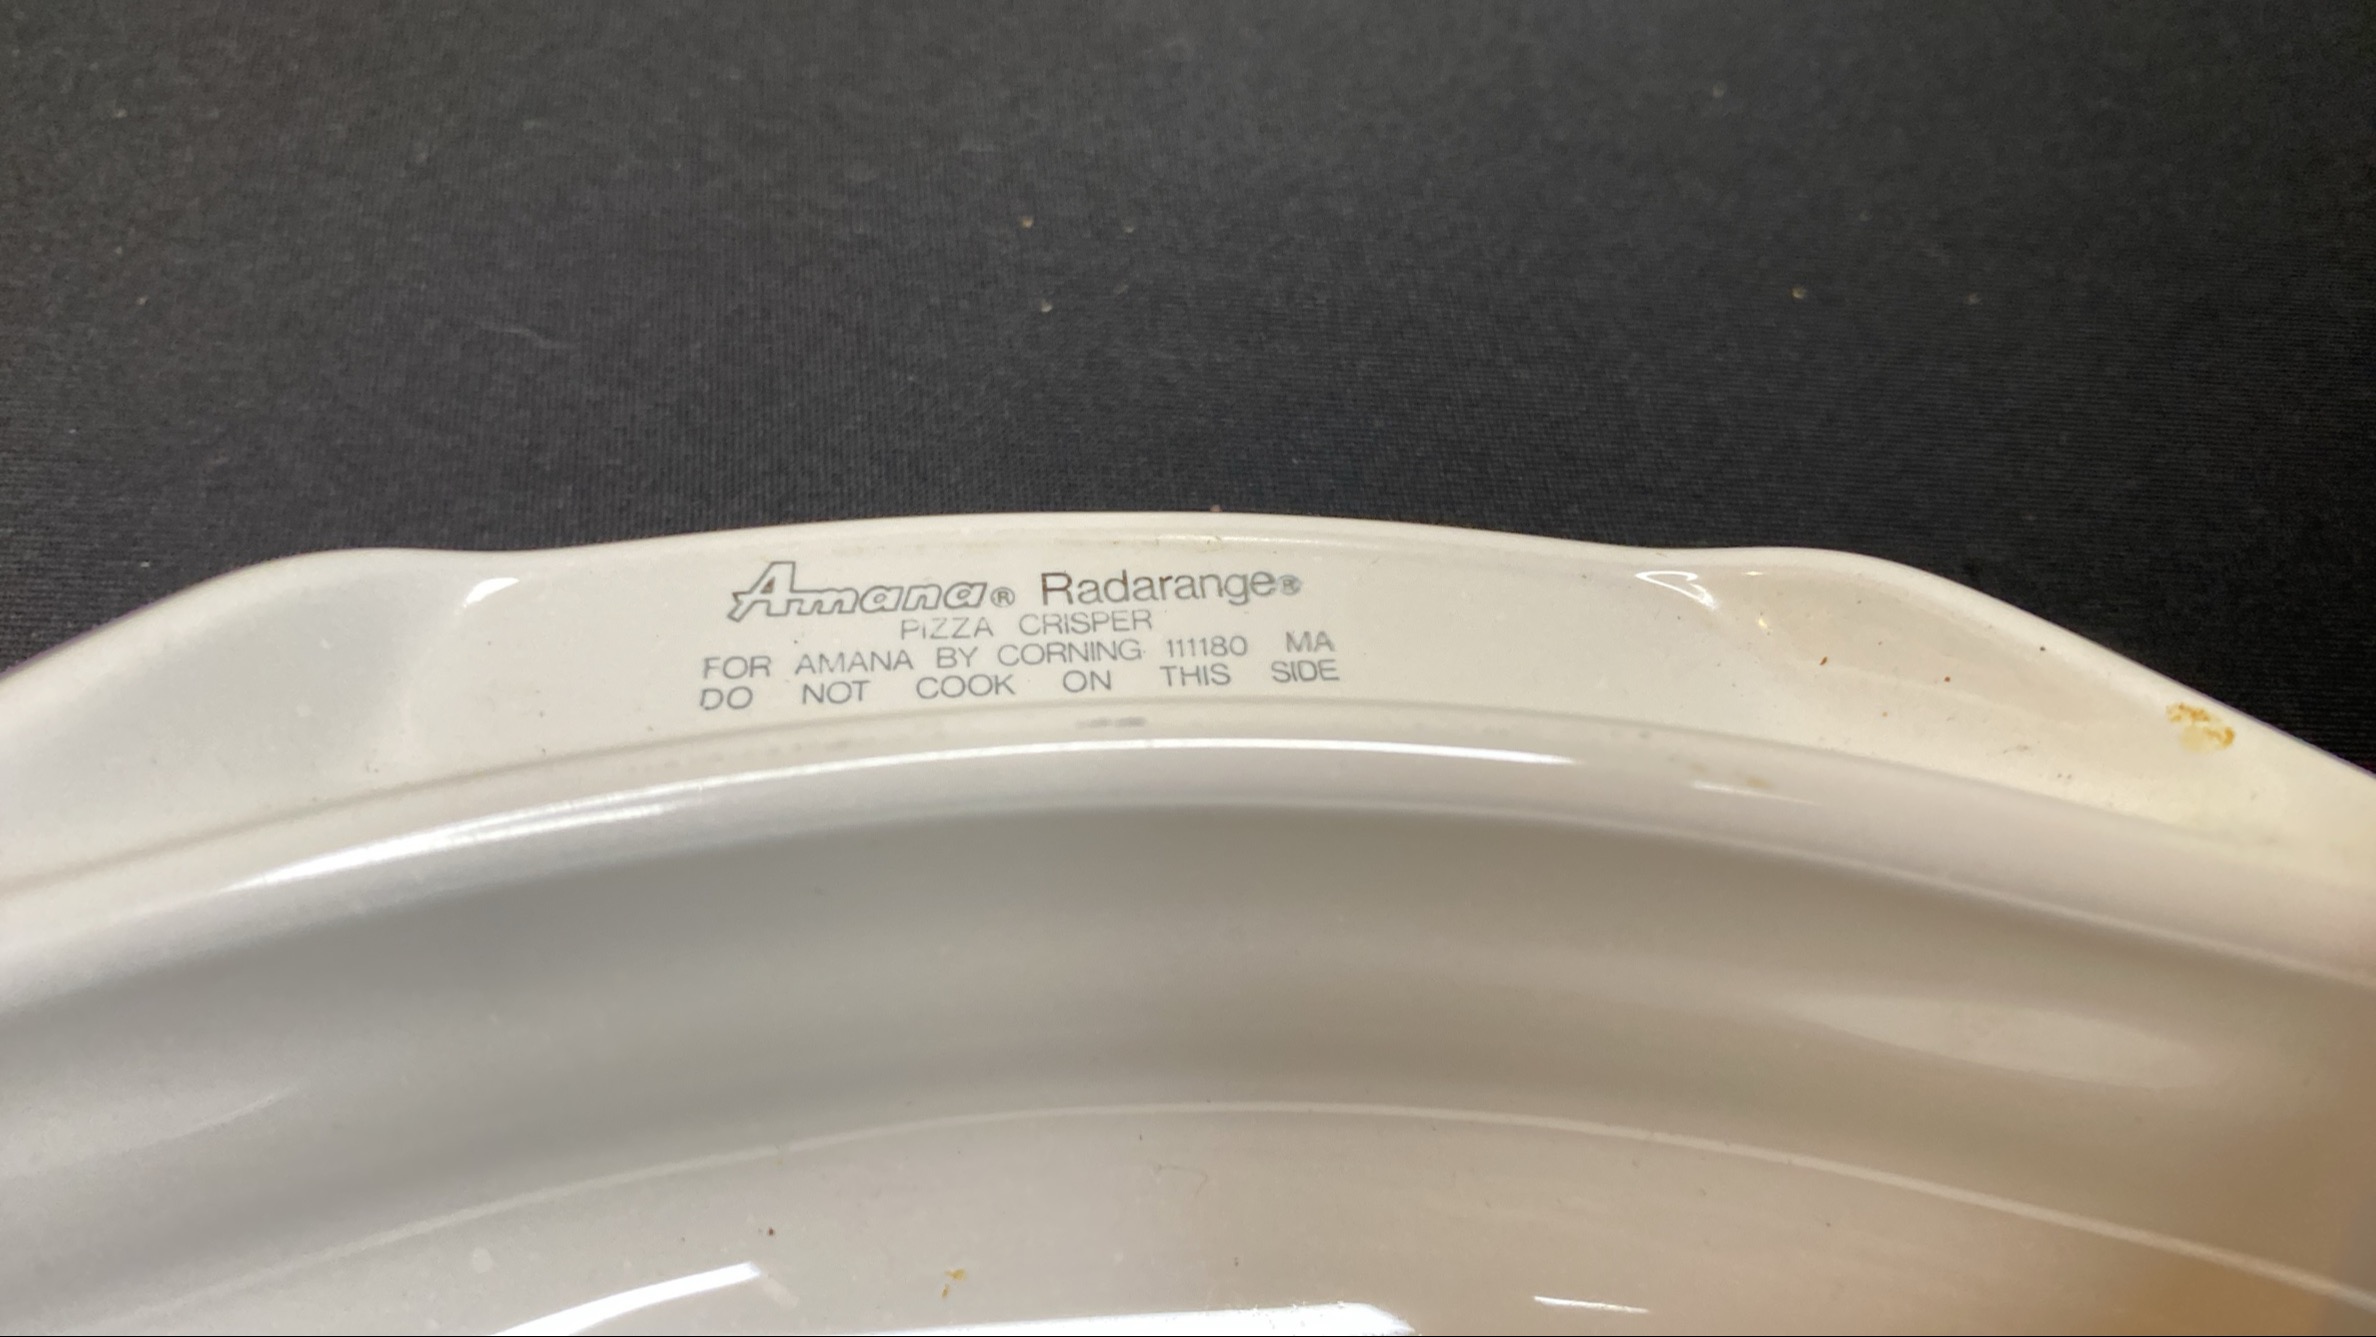 Amana® Radarange®
PIZZA CRISPER
FOR AMANA BY CORNING 111180 MA
DO NOT COOK ON THIS SIDE